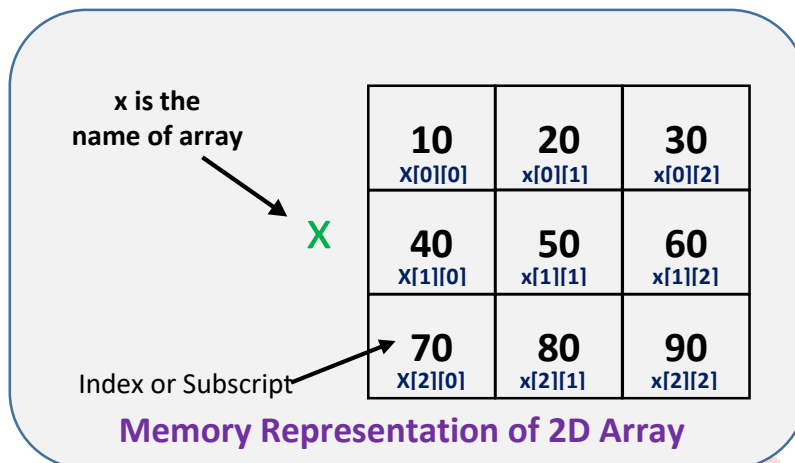 x is the
name of array
10 20 30
X[0][0] x[0][1] x[0][2]
X
40 50 60
X[1][0] x[1][1] x[1][2]
70 80 90
Index or Subscript
X[2][0] x[2][1] x[2][2]
Memory Representation of 2D Array